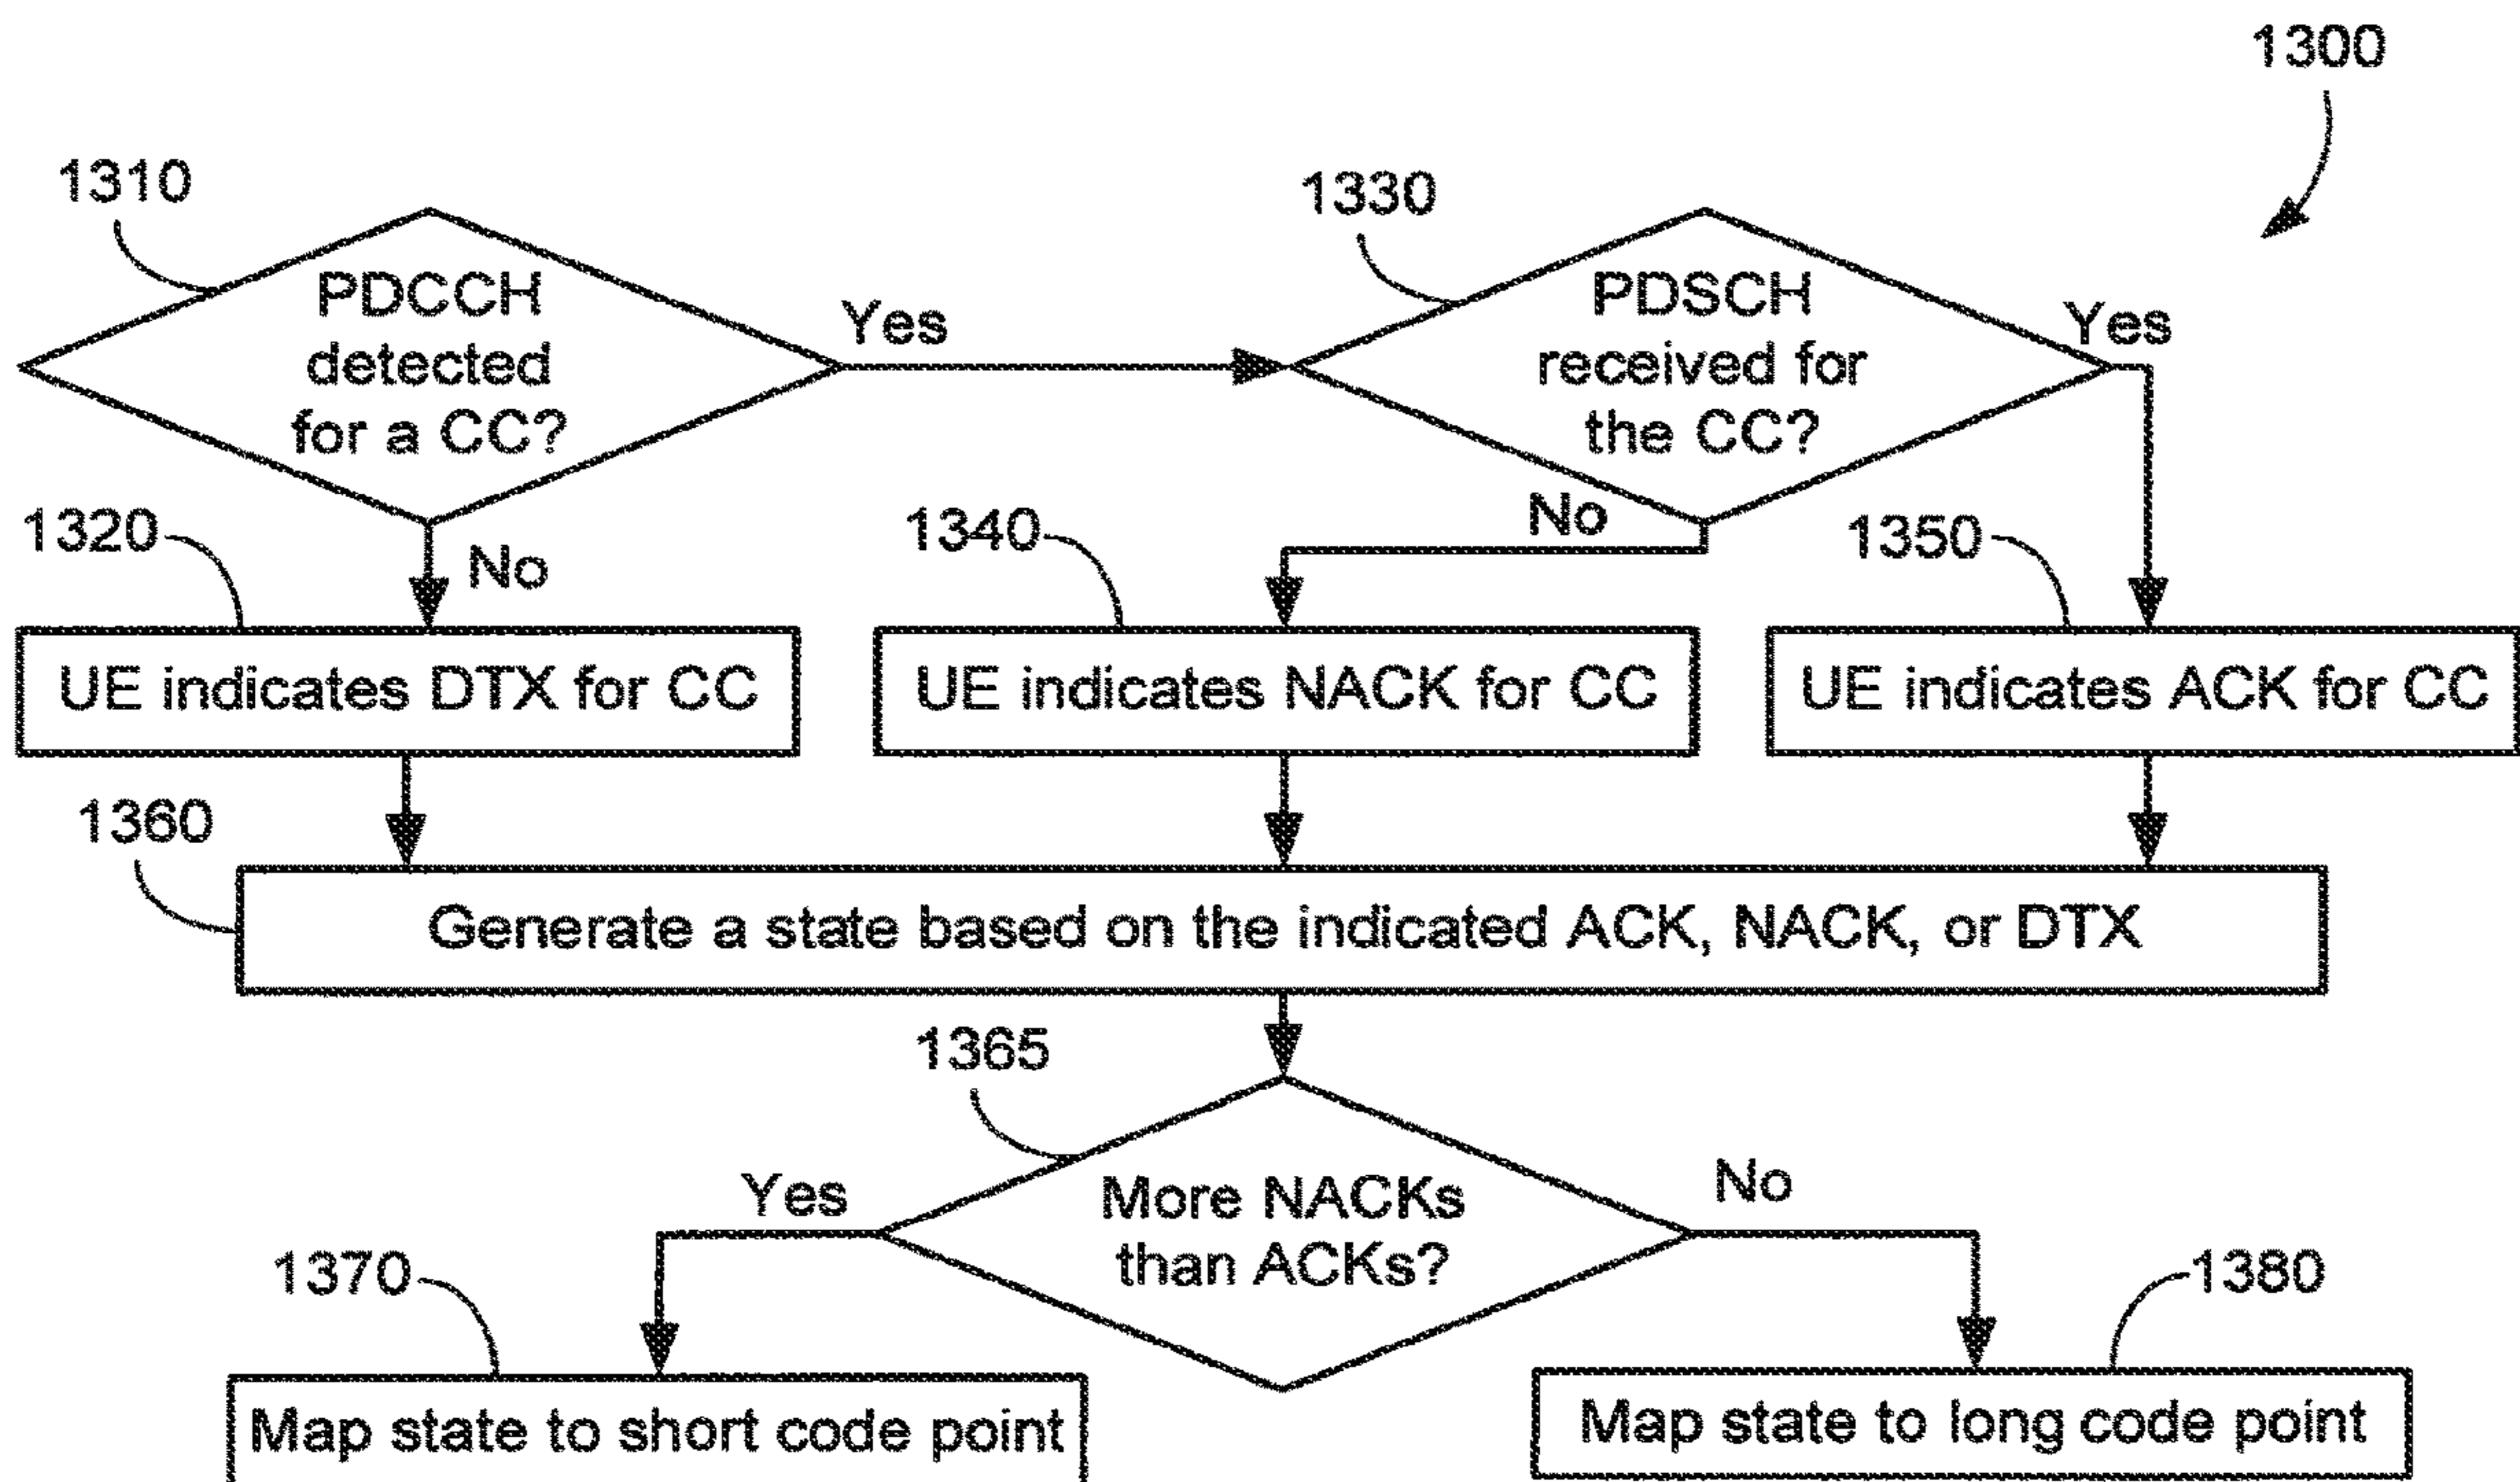 1300
1310
PDCCH
detected
for a CC?
Yes
1330
PDSCH
received for
the CC?
Yes
1320
No
1340
No
1350
UE indicates DTX for CC
UE indicates NACK for CC
UE indicates ACK for CC
1360
Generate a state based on the indicated ACK, NACK, or DTX
1365
More NACKs
than ACKs?
Yes
No
1370
1380
Map state to short code point
Map state to long code point